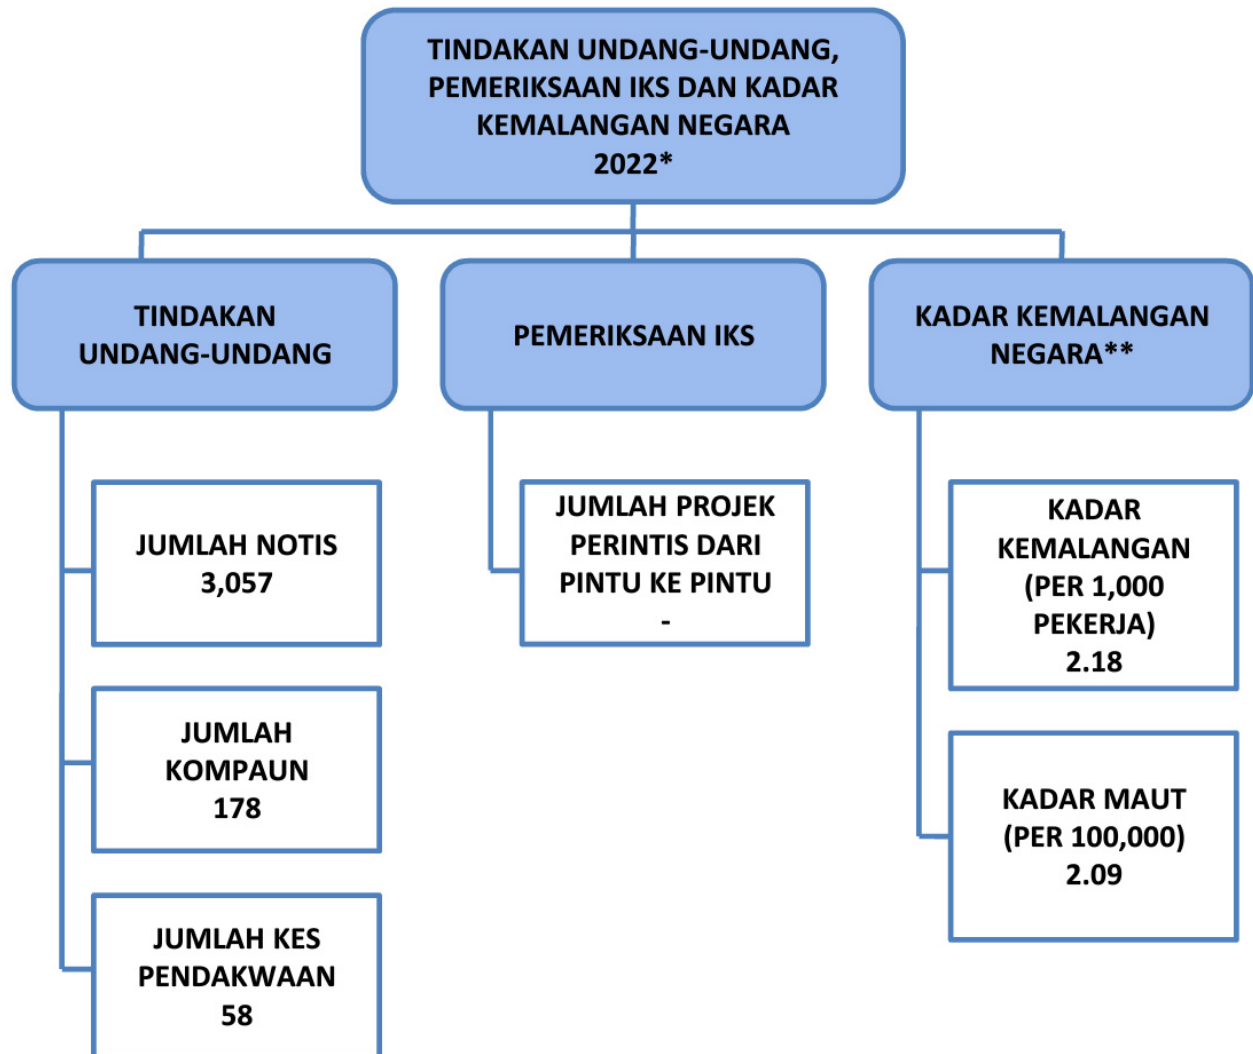 TINDAKAN UNDANG-UNDANG,
PEMERIKSAAN IKS DAN KADAR
KEMALANGAN NEGARA
2022*
TINDAKAN
UNDANG-UNDANG
PEMERIKSAAN IKS
KADAR KEMALANGAN
NEGARA**
JUMLAH NOTIS
3,057
JUMLAH
KOMPAUN
178
JUMLAH KES
PENDAKWAAN
58
JUMLAH PROJEK
PERINTIS DARI
PINTU KE PINTU
-
KADAR
KEMALANGAN
(PER 1,000
PEKERJA)
2.18
KADAR MAUT
(PER 100,000)
2.09